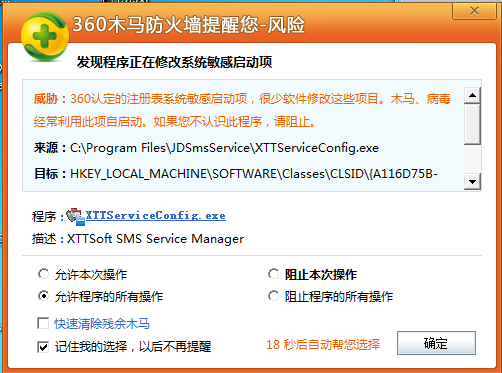 360木马防火墙提醒您-风险
发现程序正在修改系统敏感启动项
威胁：360认定的注册表系统敏感启动项，很少软件修改这些项目。木马、病毒
经常利用此项目启动。如果您不认识此程序，请阻止。
来源：C:\Program Files\JDSmsService\XTTServiceConfig.exe
目标：HKEY_LOCAL_MACHINE\SOFTWARE\Classes\CLSID\{A116D75B-
程序：XTTServiceConfig.exe
描述：XTTSoft SMS Service Manager
允许本次操作 阻止本次操作
允许程序的所有操作 阻止程序的所有操作
快速清除残余木马
记住我的选择，以后不再提醒 18 秒后自动帮您选择 确定